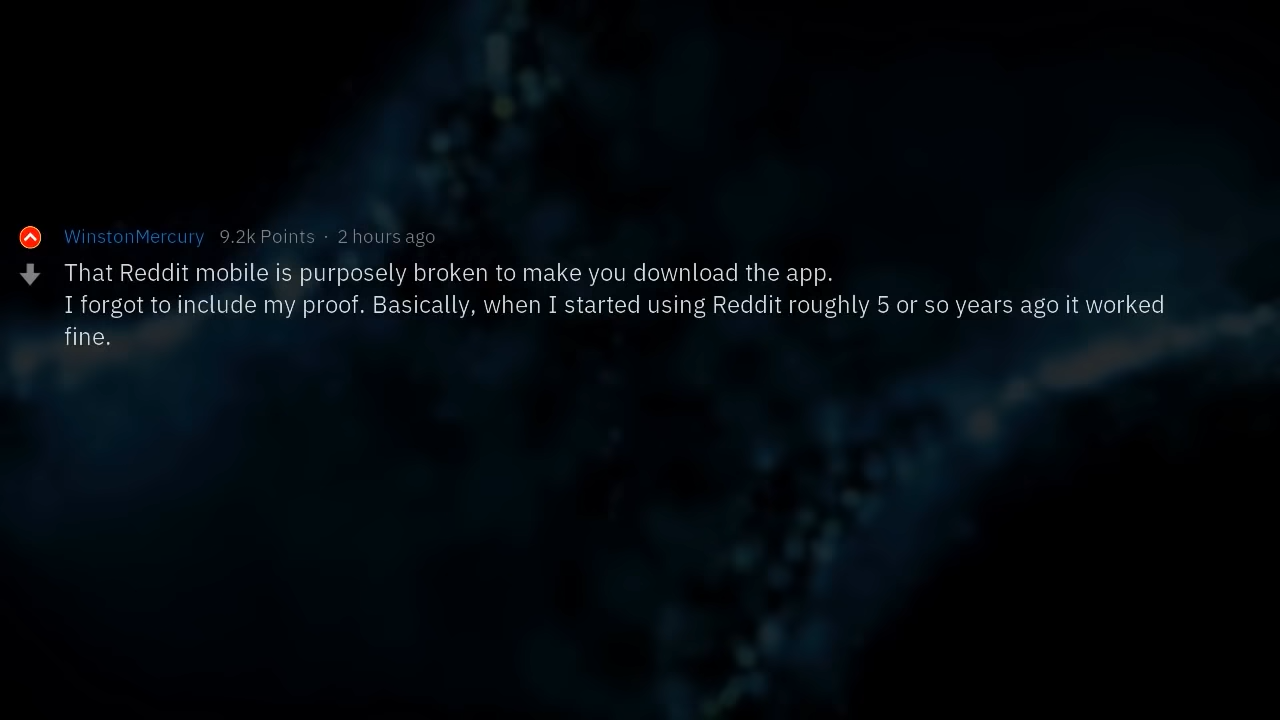 WinstonMercury 9.2k Points · 2 hours ago
That Reddit mobile is purposely broken to make you download the app.
I forgot to include my proof. Basically, when I started using Reddit roughly 5 or so years ago it worked
fine.